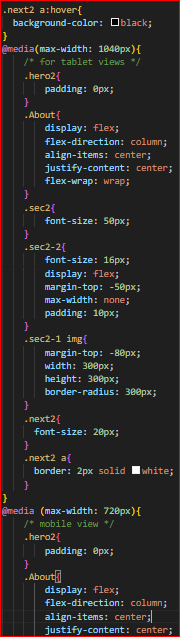 .next2 a:hover{
background-color: black;
}
@media(max-width: 1040px){
/* for tablet views */
.hero2{
padding: 0px;
}
.About{
display: flex;
flex-direction: column;
align-items: center;
justify-content: center;
flex-wrap: wrap;
}
.sec2{
font-size: 50px;
}
.sec2-2{
font-size: 16px;
display: flex;
margin-top: -50px;
max-width: none;
padding: 10px;
}
.sec2-1 img{
margin-top: -80px;
width: 300px;
height: 300px;
border-radius: 300px;
}
.next2{
font-size: 20px;
}
.next2 a{
border: 2px solid white;
}
}
@media (max-width: 720px){
/* mobile view */
.hero2{
padding: 0px;
}
.About{
display: flex;
flex-direction: column;
align-items: center;
justify-content: center;